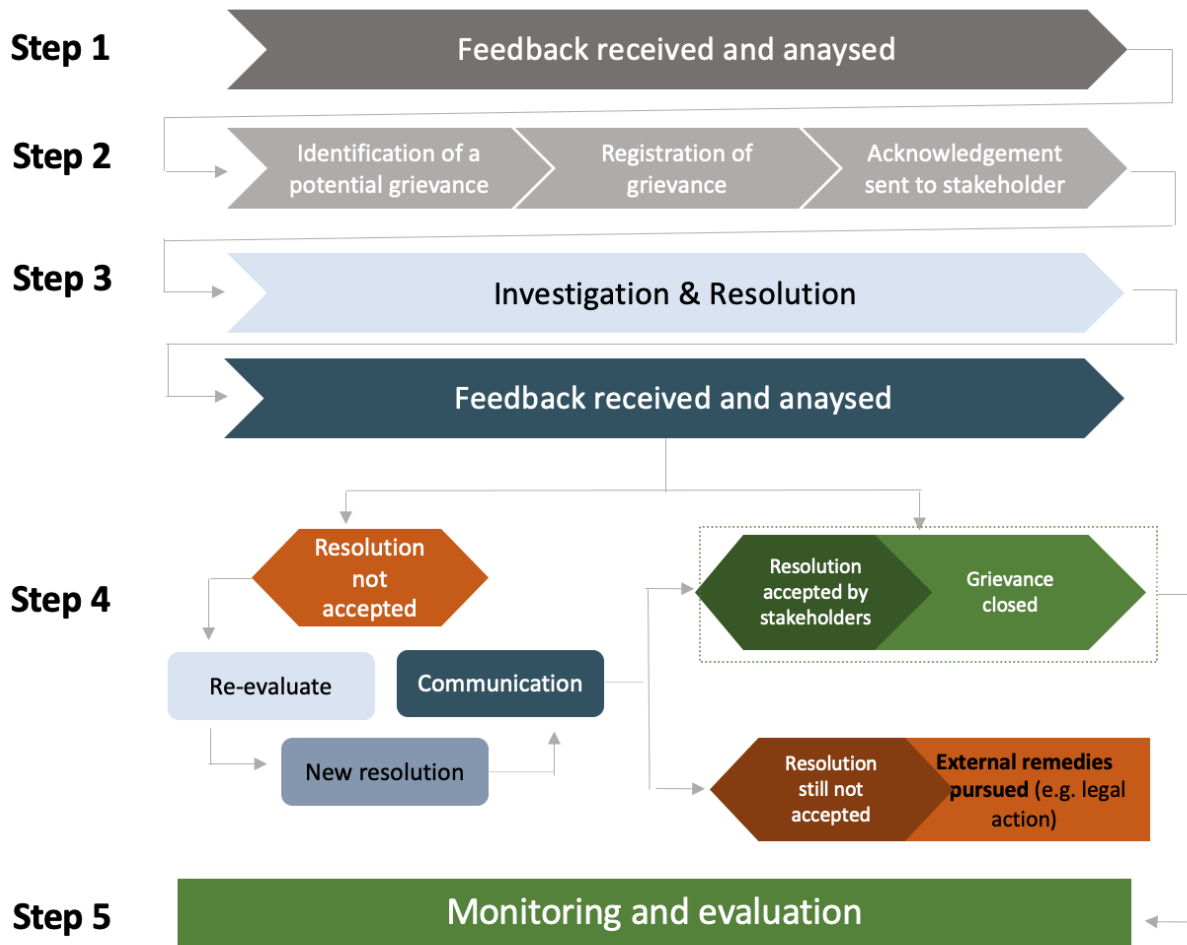 Step 1
Feedback received and anaysed
Step 2
Identification of a
potential grievance
Registration of
grievance
Acknowledgement
sent to stakeholder
Step 3
Investigation & Resolution
Feedback received and anaysed
Step 4
Resolution
not
accepted
Resolution
accepted by
stakeholders
Grievance
closed
Re-evaluate
Communication
New resolution
Resolution
still not
accepted
External remedies
pursued (e.g. legal
action)
Step 5
Monitoring and evaluation